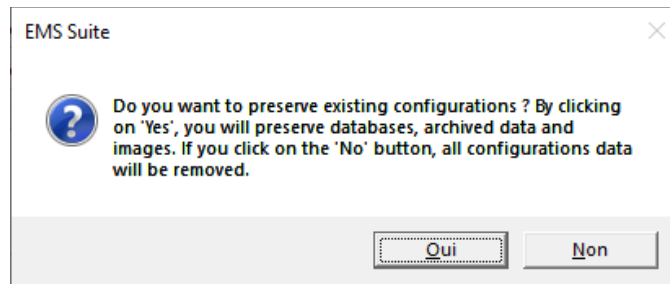 EMS Suite
Do you want to preserve existing configurations ? By clicking
on 'Yes', you will preserve databases, archived data and
images. If you click on the 'No' button, all configurations data
will be removed.
Oui
Non